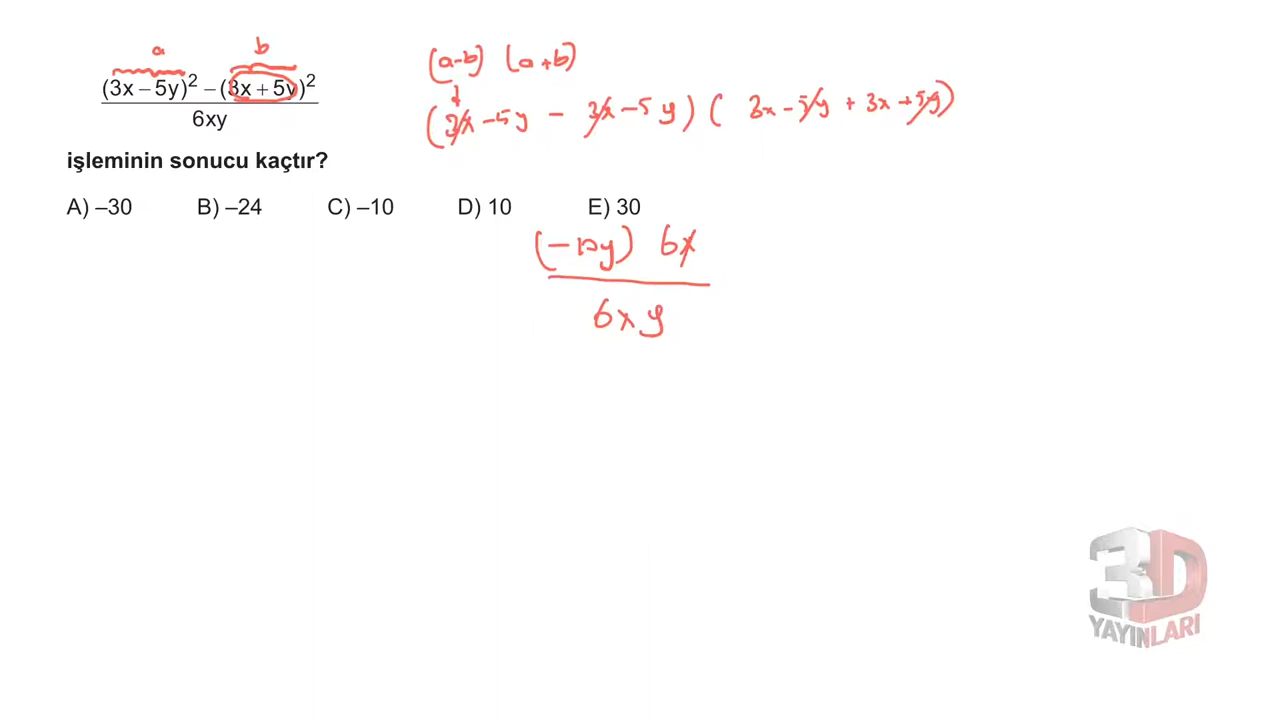 a b
(3x – 5y)² – (3x + 5y)²
6xy
(a-b) (a+b)
(3x -5y - 3x -5y) (3x - 5y + 3x + 5y)
işleminin sonucu kaçtır?
A) –30 B) –24 C) –10 D) 10 E) 30
(-10y) 6x
6xy
3D
YAYINLARI